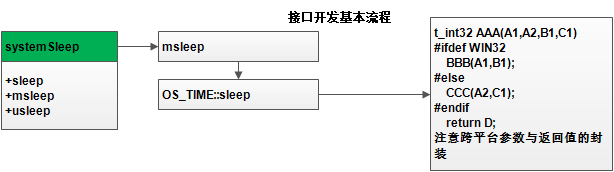 接口开发基本流程
systemSleep
+sleep
+msleep
+usleep
msleep
OS_TIME::sleep
t_int32 AAA(A1,A2,B1,C1)
#ifdef WIN32
BBB(A1,B1);
#else
CCC(A2,C1);
#endif
return D;
注意跨平台参数与返回值的封
装